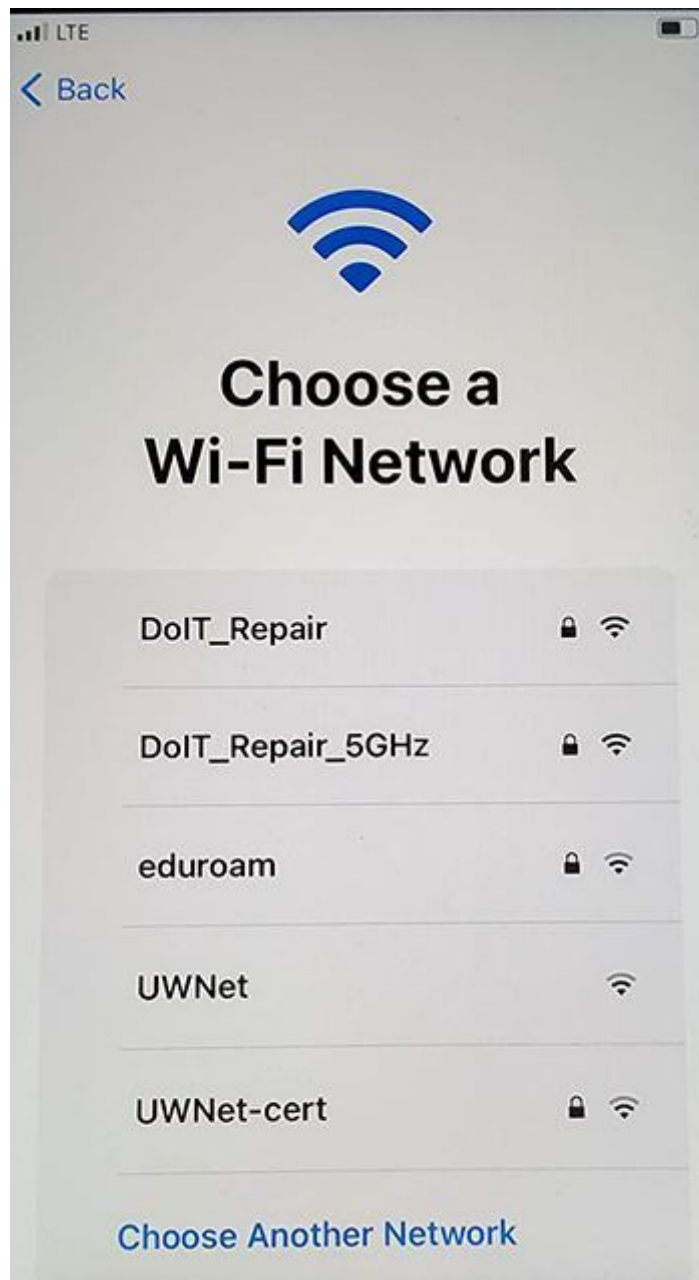 LTE
Back
Choose a
Wi-Fi Network
DoIT_Repair
DoIT_Repair_5GHz
eduroam
UWNet
UWNet-cert
Choose Another Network